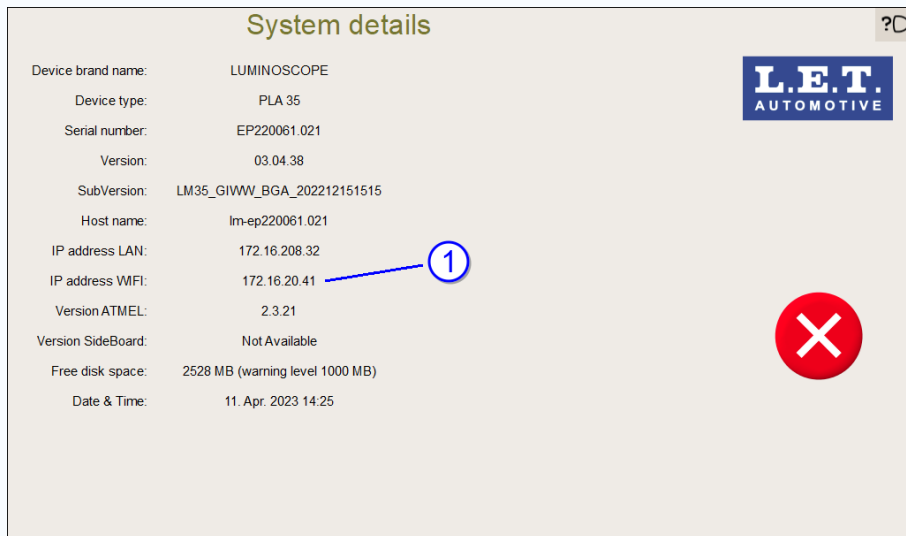 System details
?
Device brand name: LUMINOSCOPE
Device type: PLA 35
Serial number: EP220061.021
Version: 03.04.38
SubVersion: LM35_GIWW_BGA_202212151515
Host name: lm-ep220061.021
IP address LAN: 172.16.208.32
IP address WIFI: 172.16.20.41
Version ATMEL: 2.3.21
Version SideBoard: Not Available
Free disk space: 2528 MB (warning level 1000 MB)
Date & Time: 11. Apr. 2023 14:25
1
L.E.T.
AUTOMOTIVE